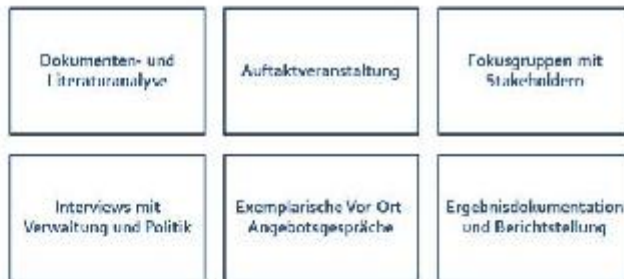 Dokumenten- und
Literaturanalyse
Auftaktveranstaltung
Fokusgruppen mit
Stakeholdern
Interviews mit
Verwaltung und Politik
Exemplarische Vor Ort
Angebotsgespräche
Ergebnisdokumentation
und Berichtstellung